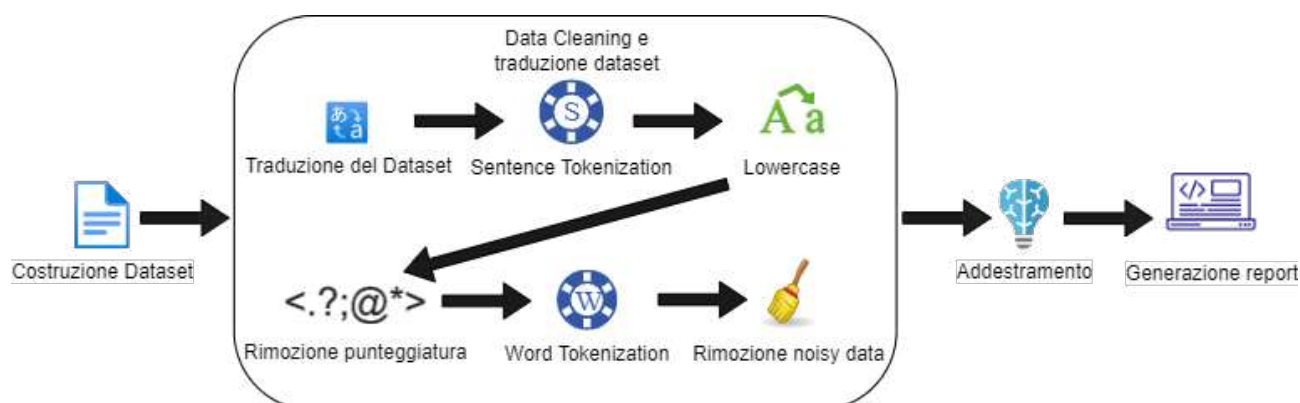 Data Cleaning e
traduzione dataset
あ a
S
A a
Traduzione del Dataset
Sentence Tokenization
Lowercase
Costruzione Dataset
<.?;@*>
W
Rimozione punteggiatura
Word Tokenization
Rimozione noisy data
</>
Addestramento
Generazione report